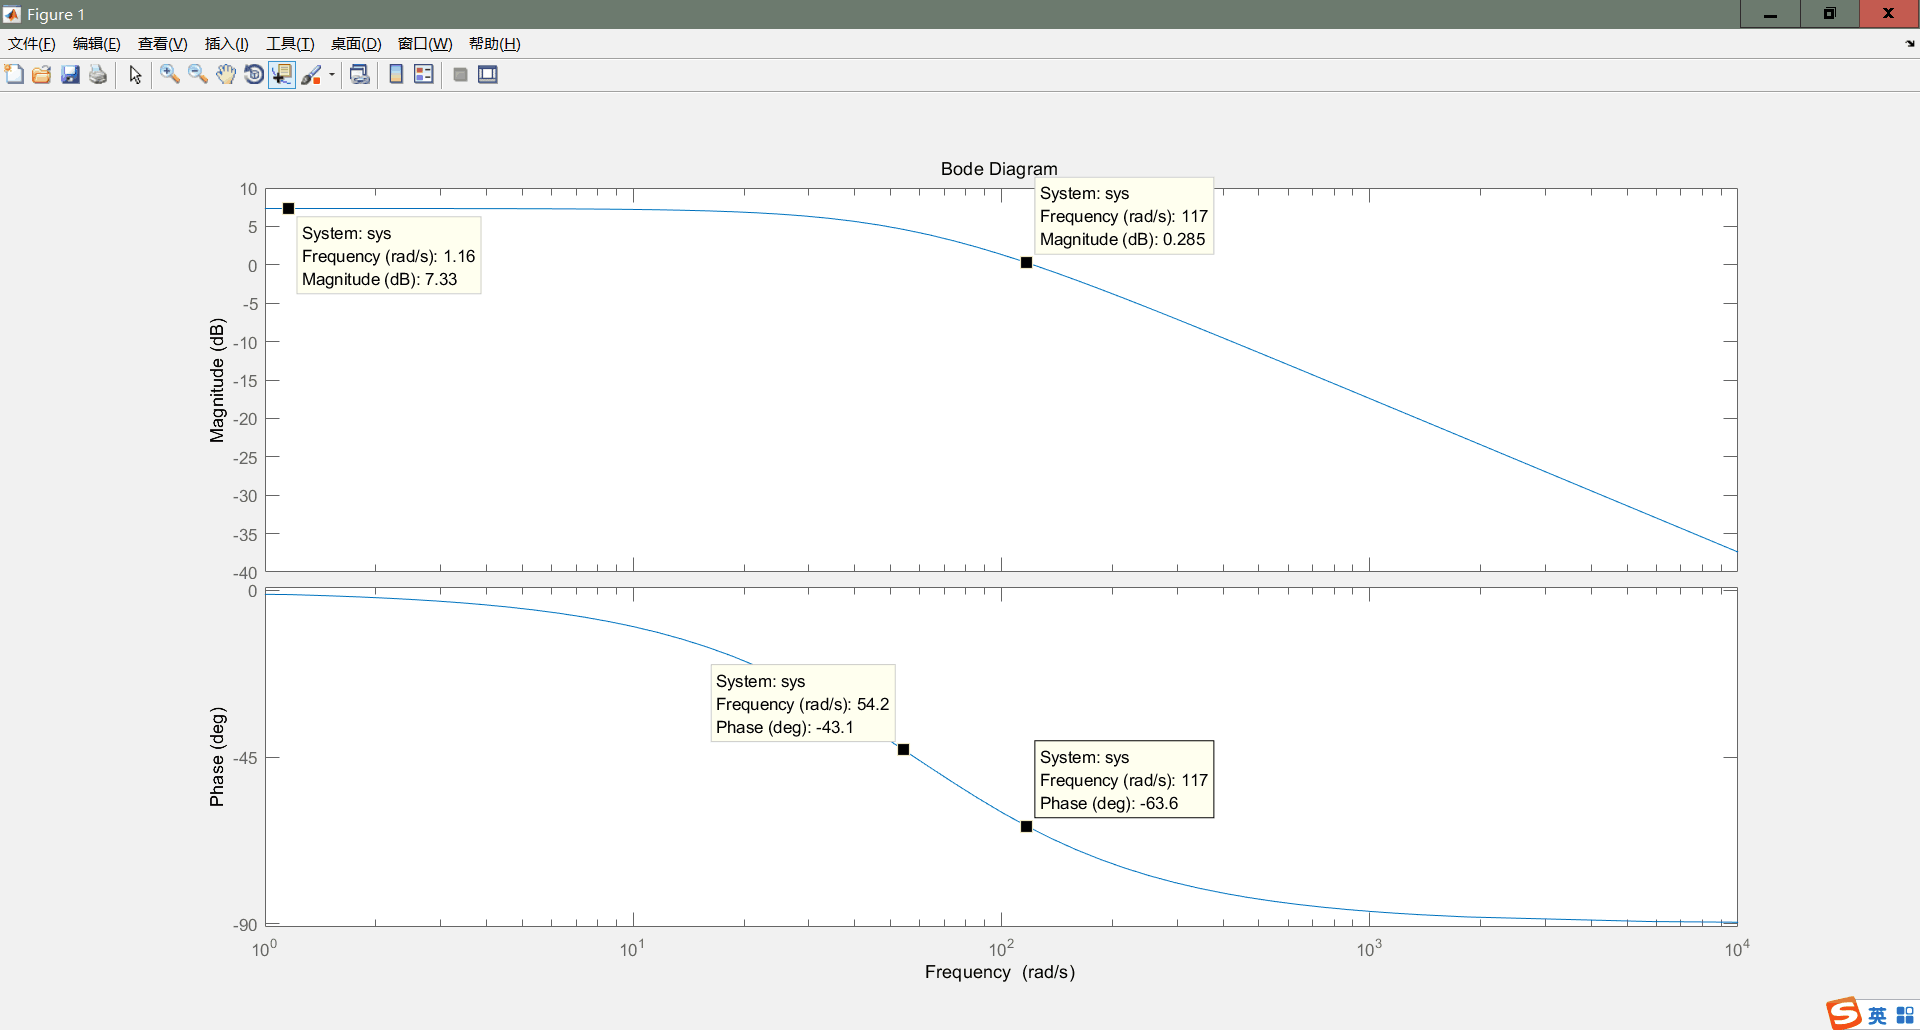 Figure 1
文件(F) 编辑(E) 查看(V) 插入(I) 工具(T) 桌面(D) 窗口(W) 帮助(H)
Bode Diagram
System: sys
Frequency (rad/s): 117
Magnitude (dB): 0.285
System: sys
Frequency (rad/s): 1.16
Magnitude (dB): 7.33
10
5
0
-5
-10
-15
-20
-25
-30
-35
-40
Magnitude (dB)
0
-45
-90
Phase (deg)
System: sys
Frequency (rad/s): 54.2
Phase (deg): -43.1
System: sys
Frequency (rad/s): 117
Phase (deg): -63.6
10^0 10^1 10^2 10^3 10^4
Frequency (rad/s)
S 英